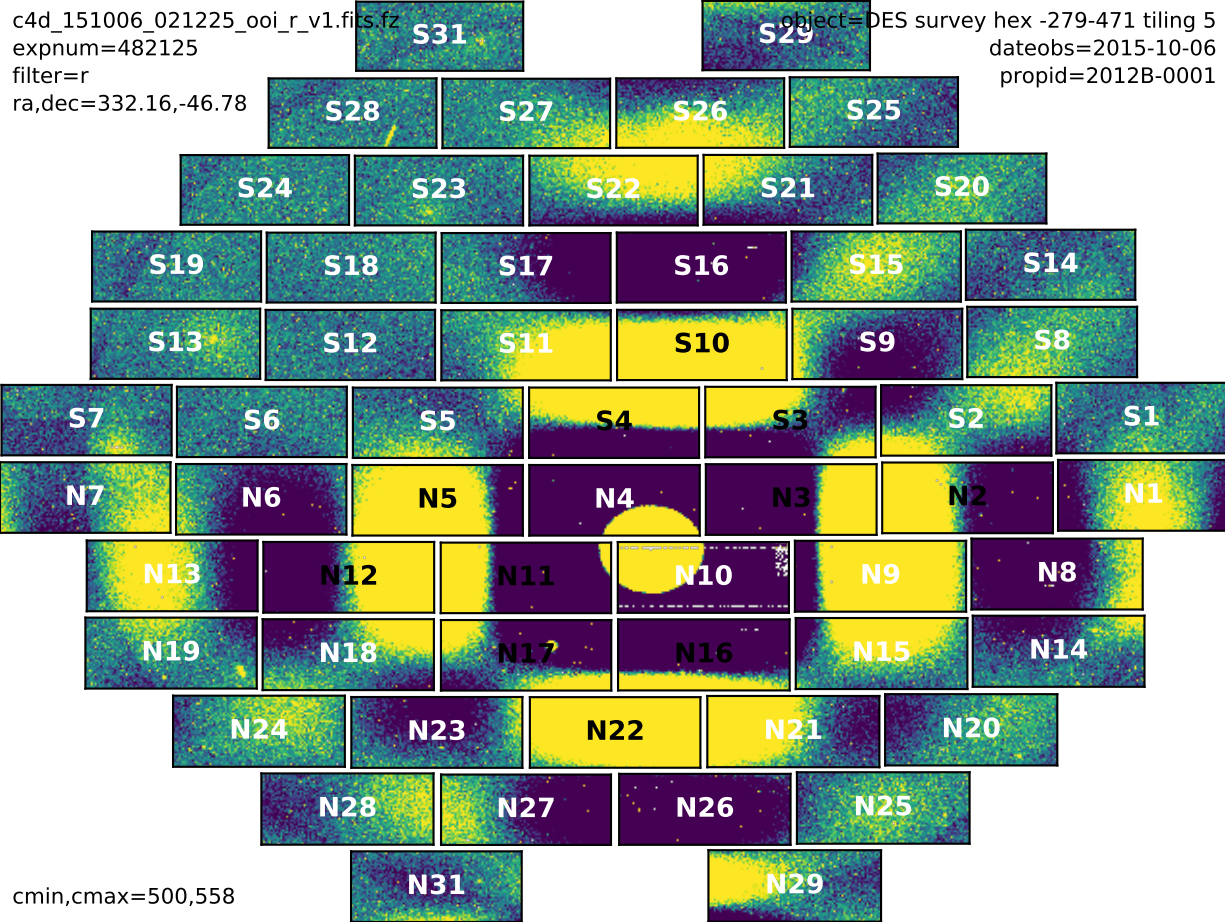 c4d_151006_021225_ooi_r_v1.fits.fz
object=DES survey hex -279-471 tiling 5
expnum=482125
dateobs=2015-10-06
filter=r
propid=2012B-0001
ra,dec=332.16,-46.78
S31 S29
S28 S27 S26 S25
S24 S23 S22 S21 S20
S19 S18 S17 S16 S15 S14
S13 S12 S11 S10 S9 S8
S7 S6 S5 S4 S3 S2 S1
N7 N6 N5 N4 N3 N2 N1
N13 N12 N11 N10 N9 N8
N19 N18 N17 N16 N15 N14
N24 N23 N22 N21 N20
N28 N27 N26 N25
N31 N29
cmin,cmax=500,558